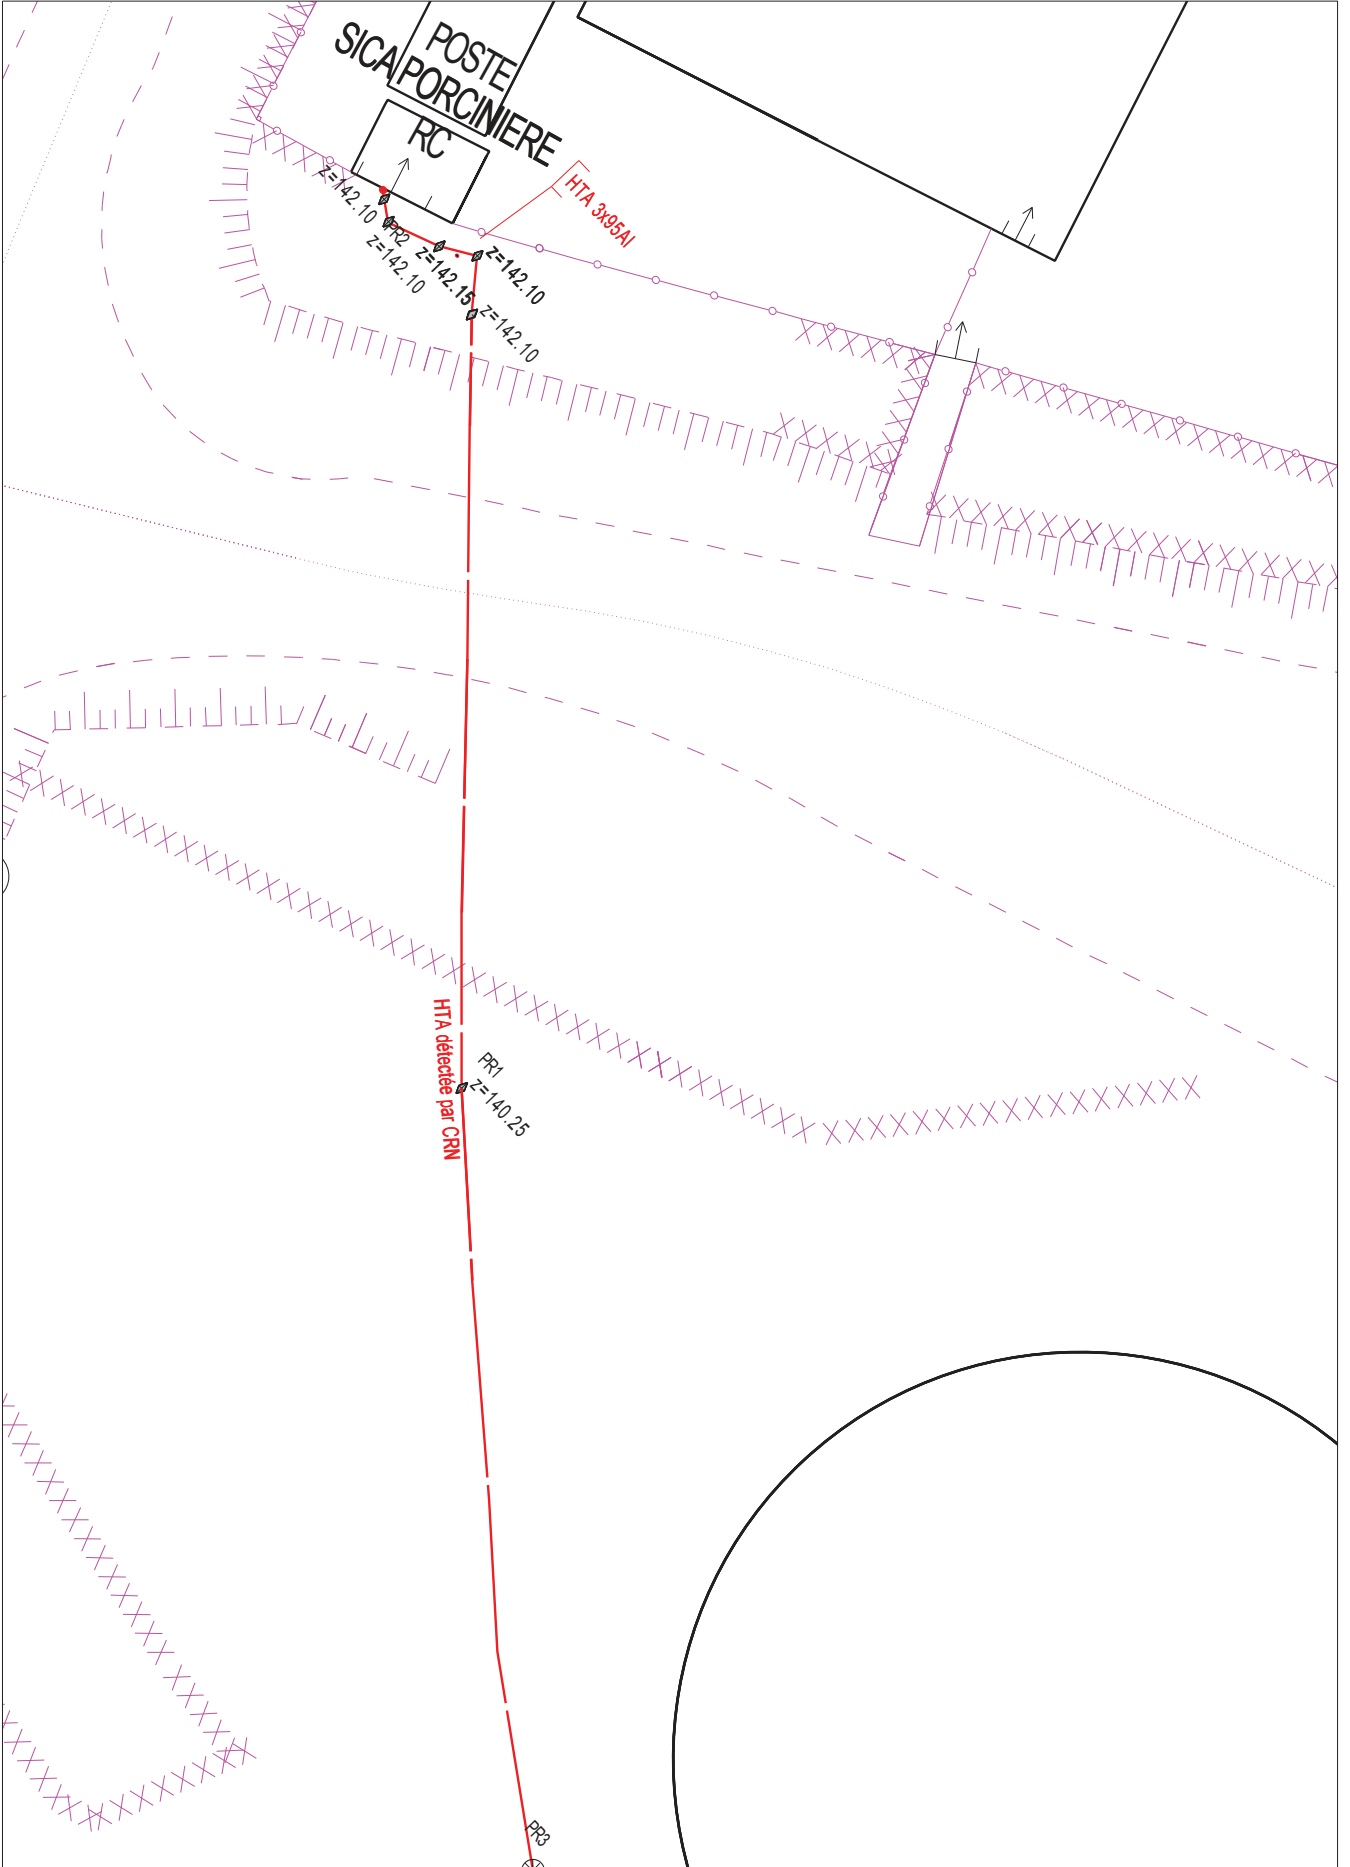 POSTE
SICA PORCINIERE
RC
HTA 3x95Al
z=142.10
PR2
z=142.10
z=142.15
z=142.10
z=142.10
HTA détectée par CRN
PR1
z=140.25
PR3